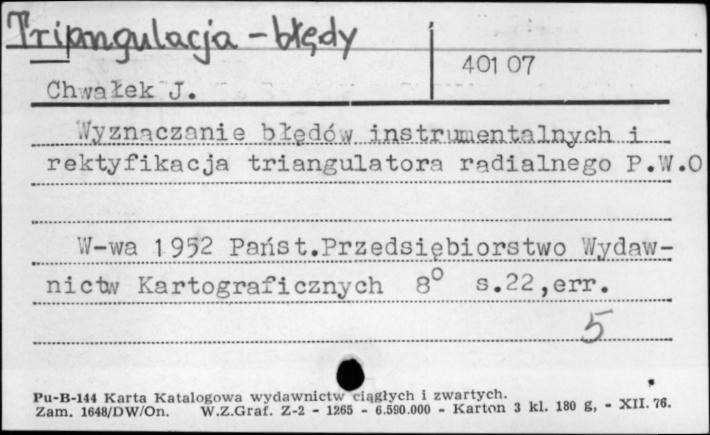 Triangulacja - błędy
401 07
Chwałek J.
Wyznaczanie błędów instrumentalnych i
rektyfikacja triangulatora radialnego P.W.O
W-wa 1952 Państ.Przedsiębiorstwo Wydaw-
nictw Kartograficznych 8° s.22,err.
5
Pu-B-144 Karta Katalogowa wydawnictw ciągłych i zwartych.
Zam. 1648/DW/On. W.Z.Graf. Z-2 - 1265 - 6.590.000 - Karton 3 kl. 180 g, - XII. 76.